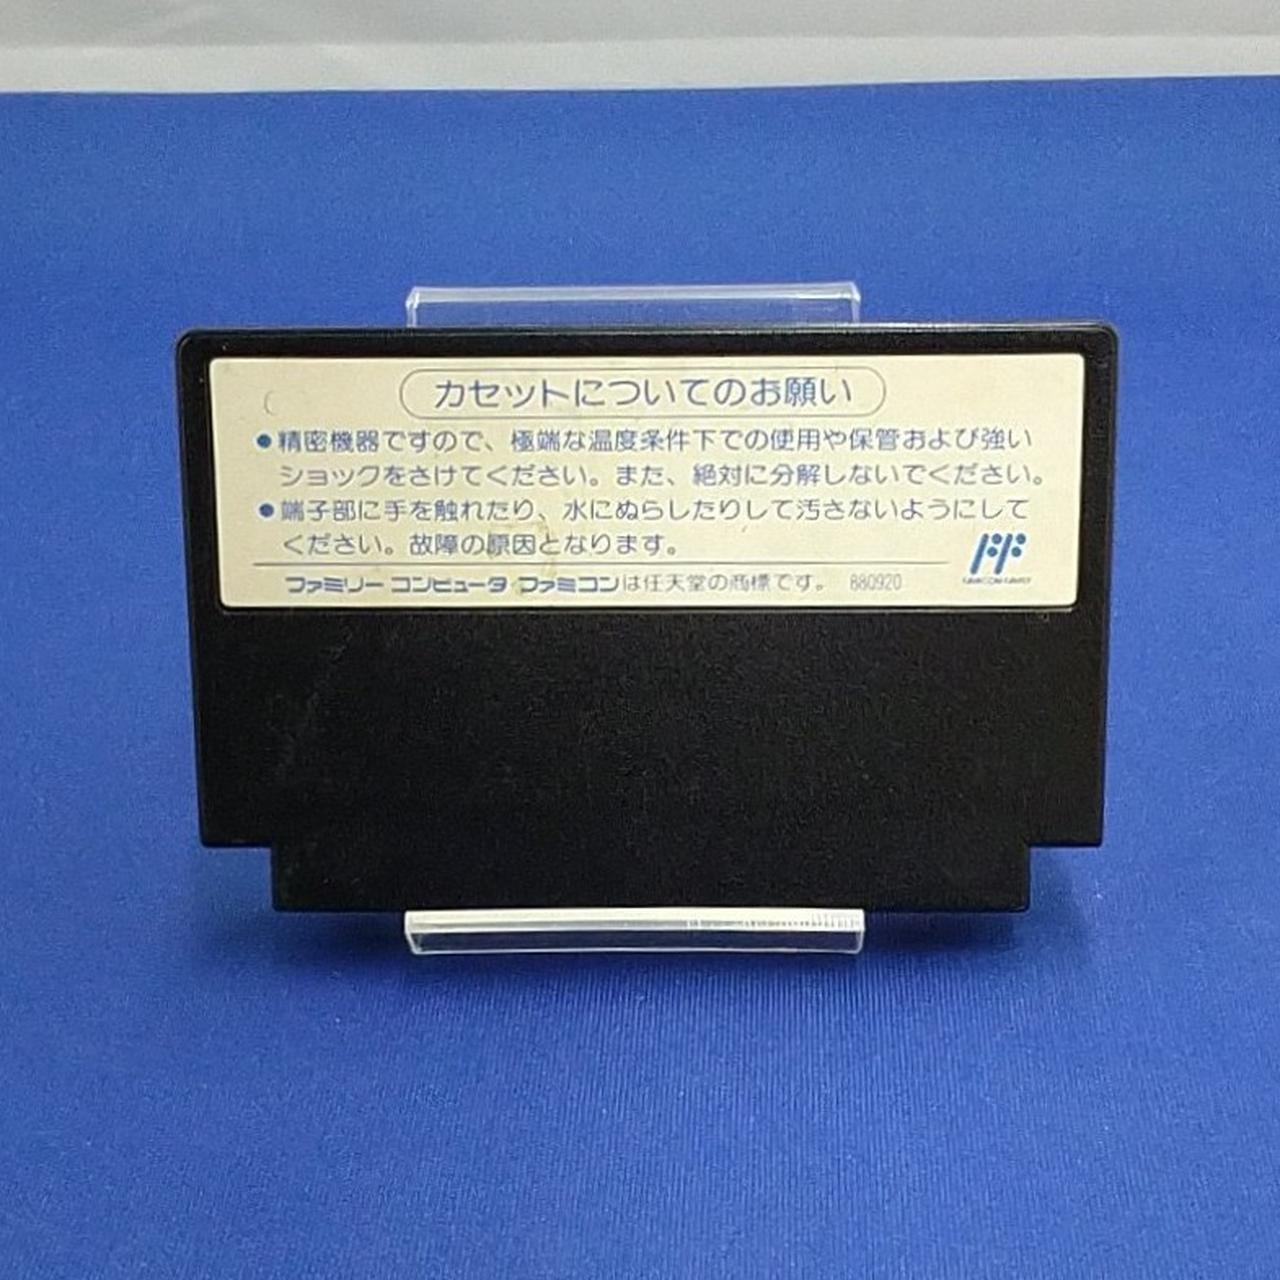 カセットについてのお願い
●精密機器ですので、極端な温度条件下での使用や保管および強い
ショックをさけてください。また、絶対に分解しないでください。
●端子部に手を触れたり、水にぬらしたりして汚さないようにして
ください。故障の原因となります。
ファミリー コンピュータ ファミコンは任天堂の商標です。 880920
FF
FAMICOM FAMILY